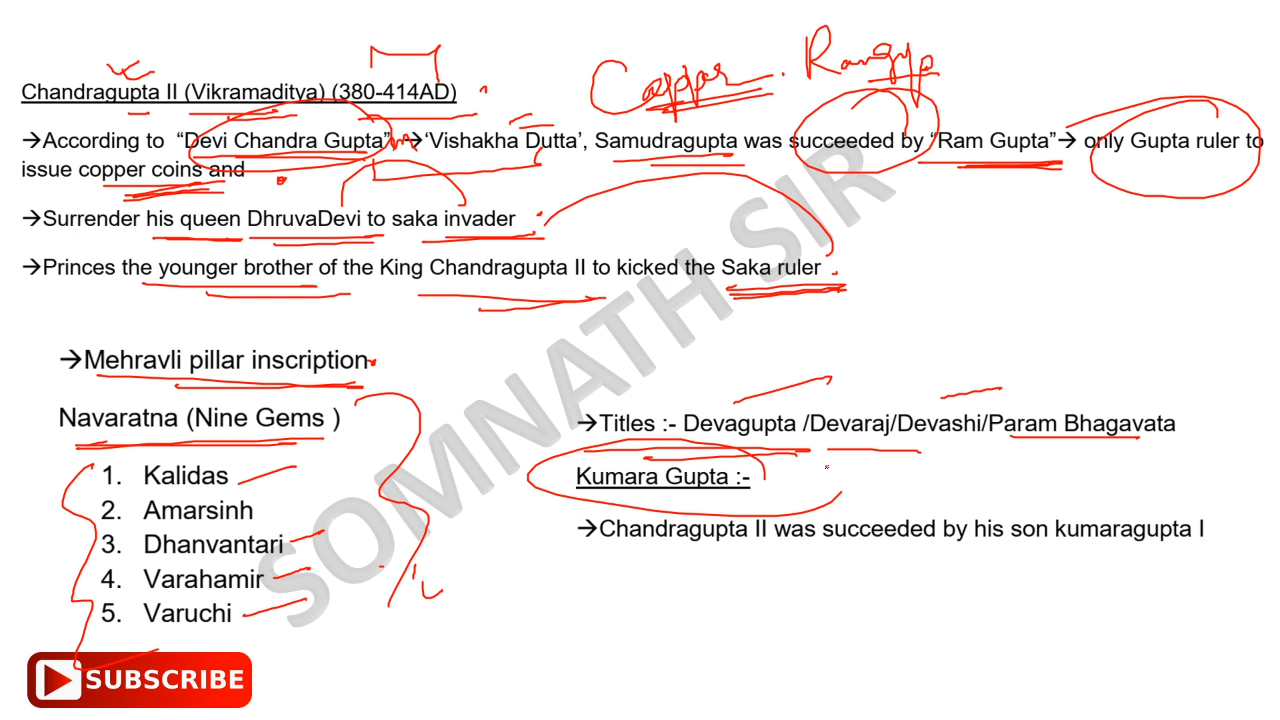 Copper. Ramgup
Chandragupta II (Vikramaditya) (380-414AD)
→According to “Devi Chandra Gupta” →‘Vishakha Dutta’, Samudragupta was succeeded by “Ram Gupta”→ only Gupta ruler to
issue copper coins and
→Surrender his queen DhruvaDevi to saka invader
→Princes the younger brother of the King Chandragupta II to kicked the Saka ruler
→Mehravli pillar inscription
Navaratna (Nine Gems )
1. Kalidas
2. Amarsinh
3. Dhanvantari
4. Varahamir
5. Varuchi
→Titles :- Devagupta /Devaraj/Devashi/Param Bhagavata
Kumara Gupta :-
→Chandragupta II was succeeded by his son kumaragupta I
SOMNATH SIR
SUBSCRIBE